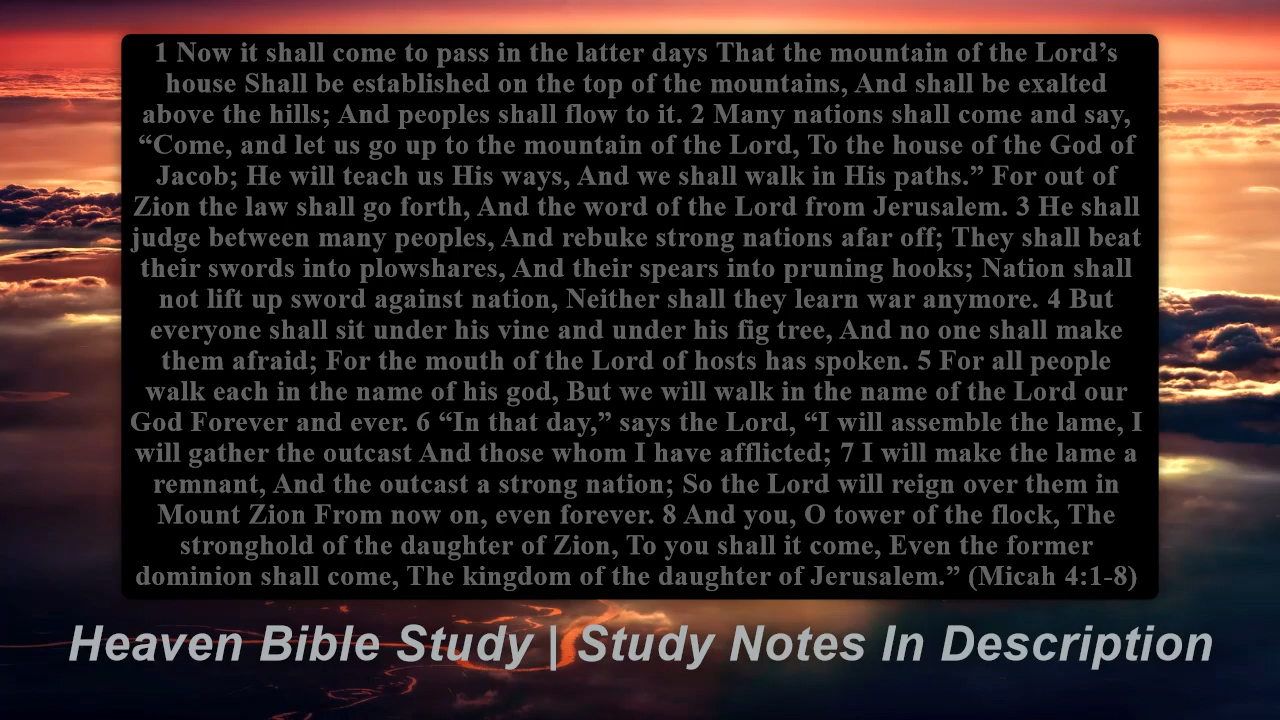 1 Now it shall come to pass in the latter days That the mountain of the Lord’s
house Shall be established on the top of the mountains, And shall be exalted
above the hills; And peoples shall flow to it. 2 Many nations shall come and say,
“Come, and let us go up to the mountain of the Lord, To the house of the God of
Jacob; He will teach us His ways, And we shall walk in His paths.” For out of
Zion the law shall go forth, And the word of the Lord from Jerusalem. 3 He shall
judge between many peoples, And rebuke strong nations afar off; They shall beat
their swords into plowshares, And their spears into pruning hooks; Nation shall
not lift up sword against nation, Neither shall they learn war anymore. 4 But
everyone shall sit under his vine and under his fig tree, And no one shall make
them afraid; For the mouth of the Lord of hosts has spoken. 5 For all people
walk each in the name of his god, But we will walk in the name of the Lord our
God Forever and ever. 6 “In that day,” says the Lord, “I will assemble the lame, I
will gather the outcast And those whom I have afflicted; 7 I will make the lame a
remnant, And the outcast a strong nation; So the Lord will reign over them in
Mount Zion From now on, even forever. 8 And you, O tower of the flock, The
stronghold of the daughter of Zion, To you shall it come, Even the former
dominion shall come, The kingdom of the daughter of Jerusalem.” (Micah 4:1-8)
Heaven Bible Study | Study Notes In Description